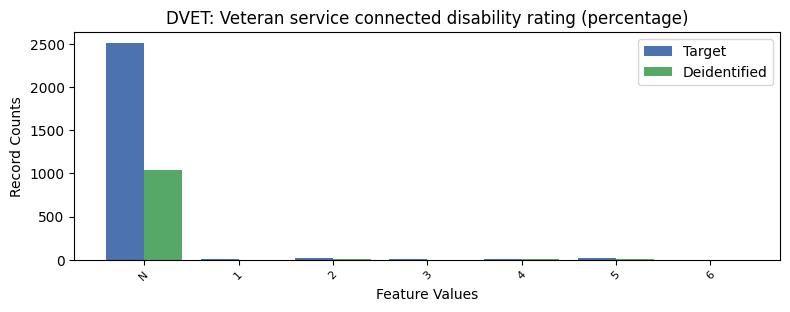 DVET: Veteran service connected disability rating (percentage)
Target
Deidentified
Record Counts
2500
2000
1500
1000
500
0
N 1 2 3 4 5 6
Feature Values